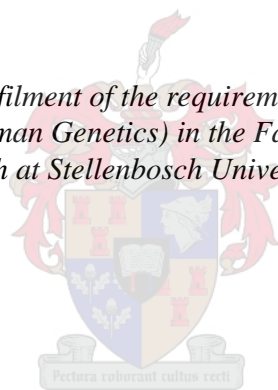 filment of the requirem
man Genetics) in the Fa
h at Stellenbosch Unive
Pectora roborant cultus recti